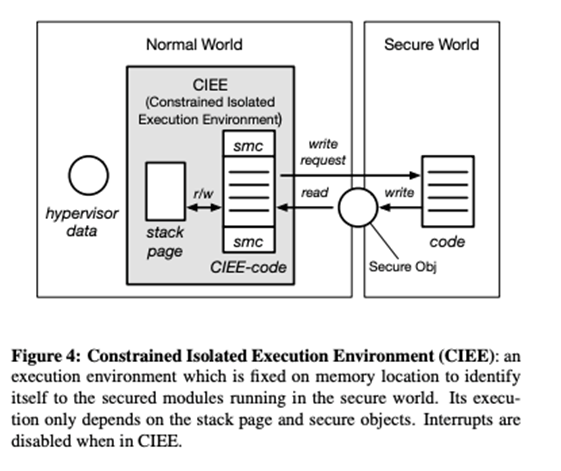 Normal World
Secure World
CIEE
(Constrained Isolated
Execution Environment)
smc
write
request
r/w
read
write
hypervisor
data
stack
page
smc
CIEE-code
code
Secure Obj
Figure 4: Constrained Isolated Execution Environment (CIEE): an
execution environment which is fixed on memory location to identify
itself to the secured modules running in the secure world. Its execu-
tion only depends on the stack page and secure objects. Interrupts are
disabled when in CIEE.